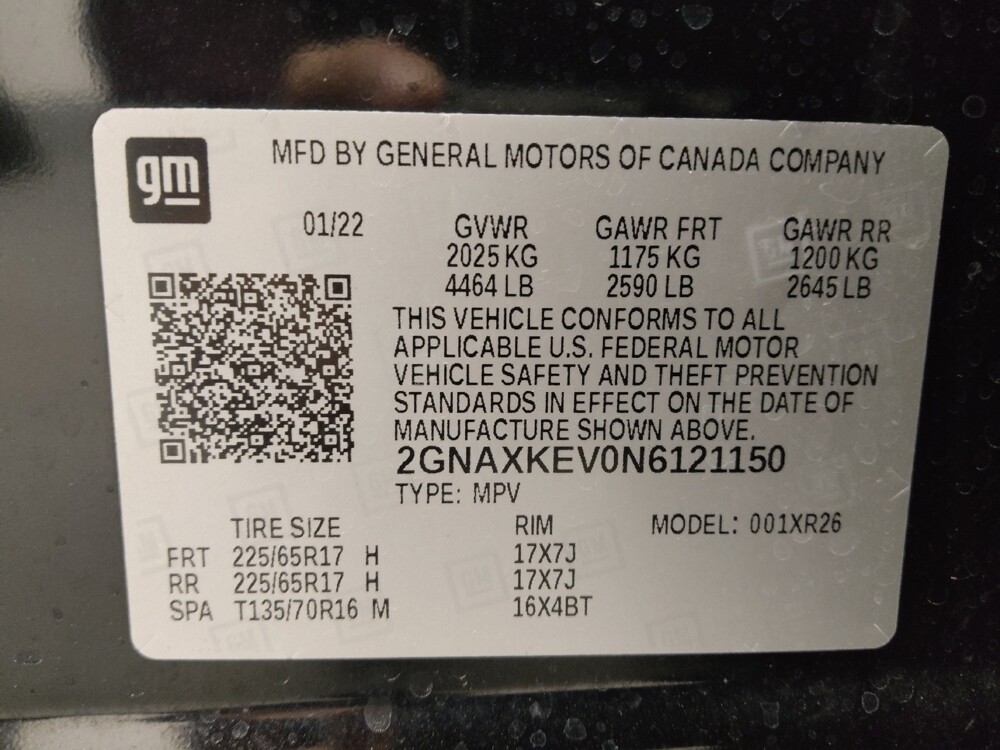 gm
MFD BY GENERAL MOTORS OF CANADA COMPANY
01/22 GVWR GAWR FRT GAWR RR
2025 KG 1175 KG 1200 KG
4464 LB 2590 LB 2645 LB
THIS VEHICLE CONFORMS TO ALL
APPLICABLE U.S. FEDERAL MOTOR
VEHICLE SAFETY AND THEFT PREVENTION
STANDARDS IN EFFECT ON THE DATE OF
MANUFACTURE SHOWN ABOVE.
2GNAXKEV0N6121150
TYPE: MPV
TIRE SIZE RIM MODEL: 001XR26
FRT 225/65R17 H 17X7J
RR 225/65R17 H 17X7J
SPA T135/70R16 M 16X4BT